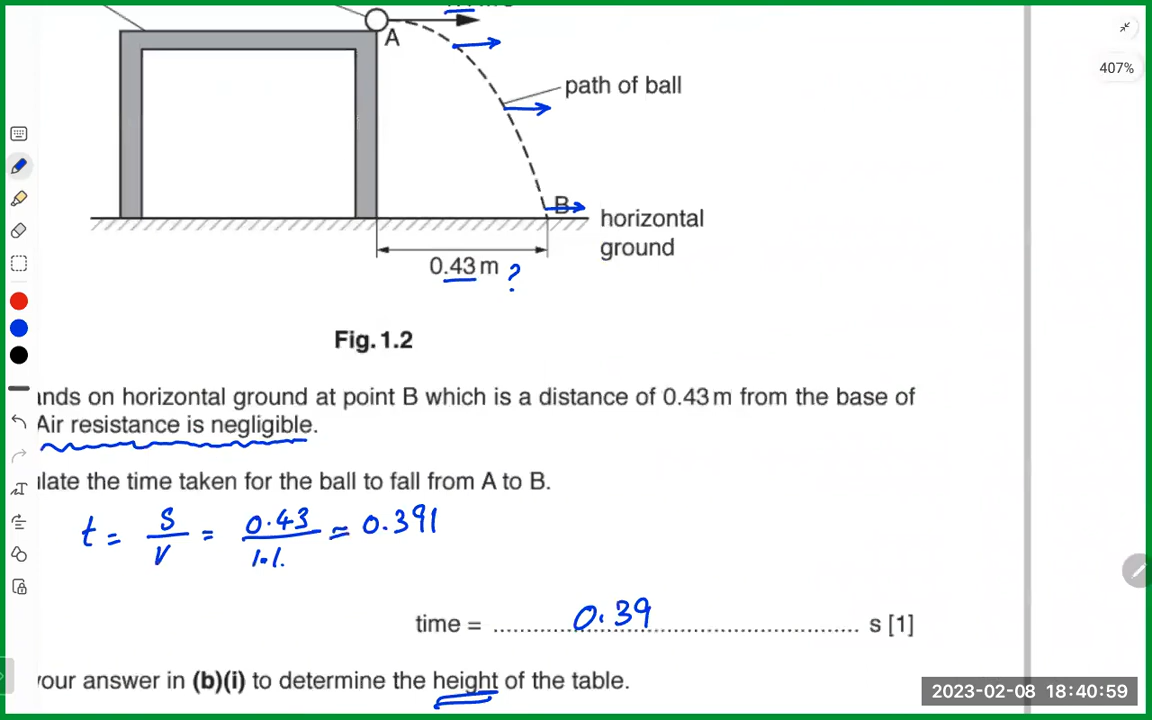 A
path of ball
B
horizontal
ground
0.43 m ?
Fig. 1.2
ands on horizontal ground at point B which is a distance of 0.43 m from the base of
Air resistance is negligible.
ulate the time taken for the ball to fall from A to B.
t = S/V = 0.43/1.1. ≈ 0.391
time = 0.39 s [1]
your answer in (b)(i) to determine the height of the table.
407%
2023-02-08 18:40:59